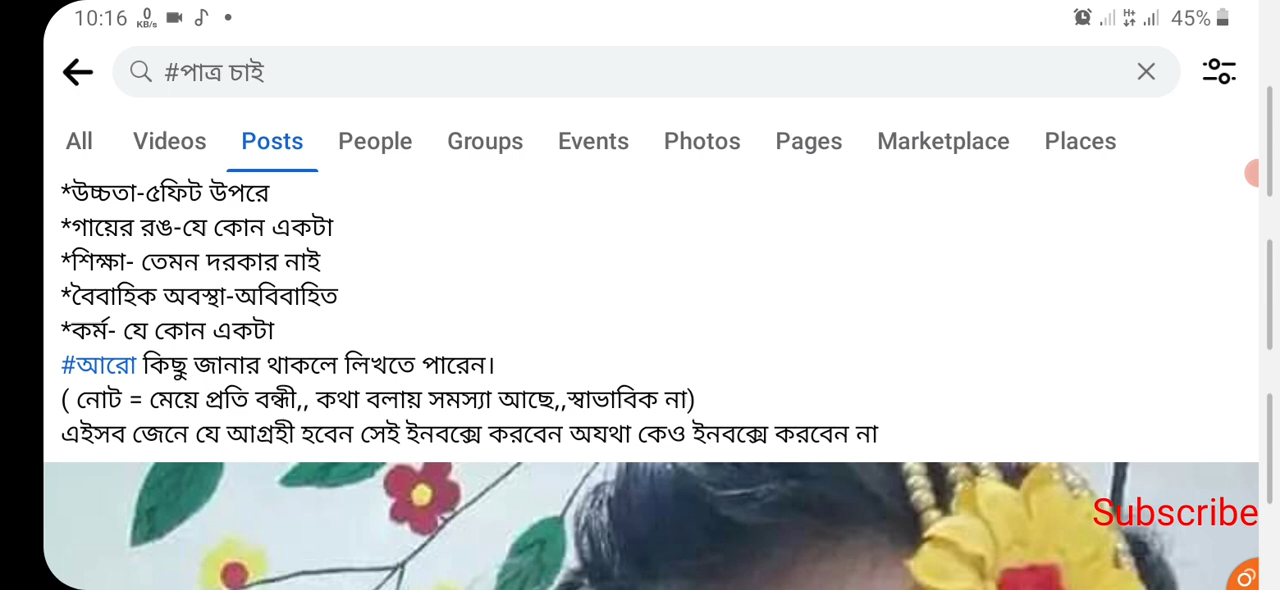 10:16 0 KB/s H+ 45%
#পাত্র চাই
All Videos Posts People Groups Events Photos Pages Marketplace Places
*উচ্চতা-৫ফিট উপরে
*গায়ের রঙ-যে কোন একটা
*শিক্ষা- তেমন দরকার নাই
*বৈবাহিক অবস্থা-অবিবাহিত
*কর্ম- যে কোন একটা
#আরো কিছু জানার থাকলে লিখতে পারেন।
( নোট = মেয়ে প্রতি বন্ধী,, কথা বলায় সমস্যা আছে,,স্বাভাবিক না)
এইসব জেনে যে আগ্রহী হবেন সেই ইনবক্সে করবেন অযথা কেও ইনবক্সে করবেন না
Subscribe